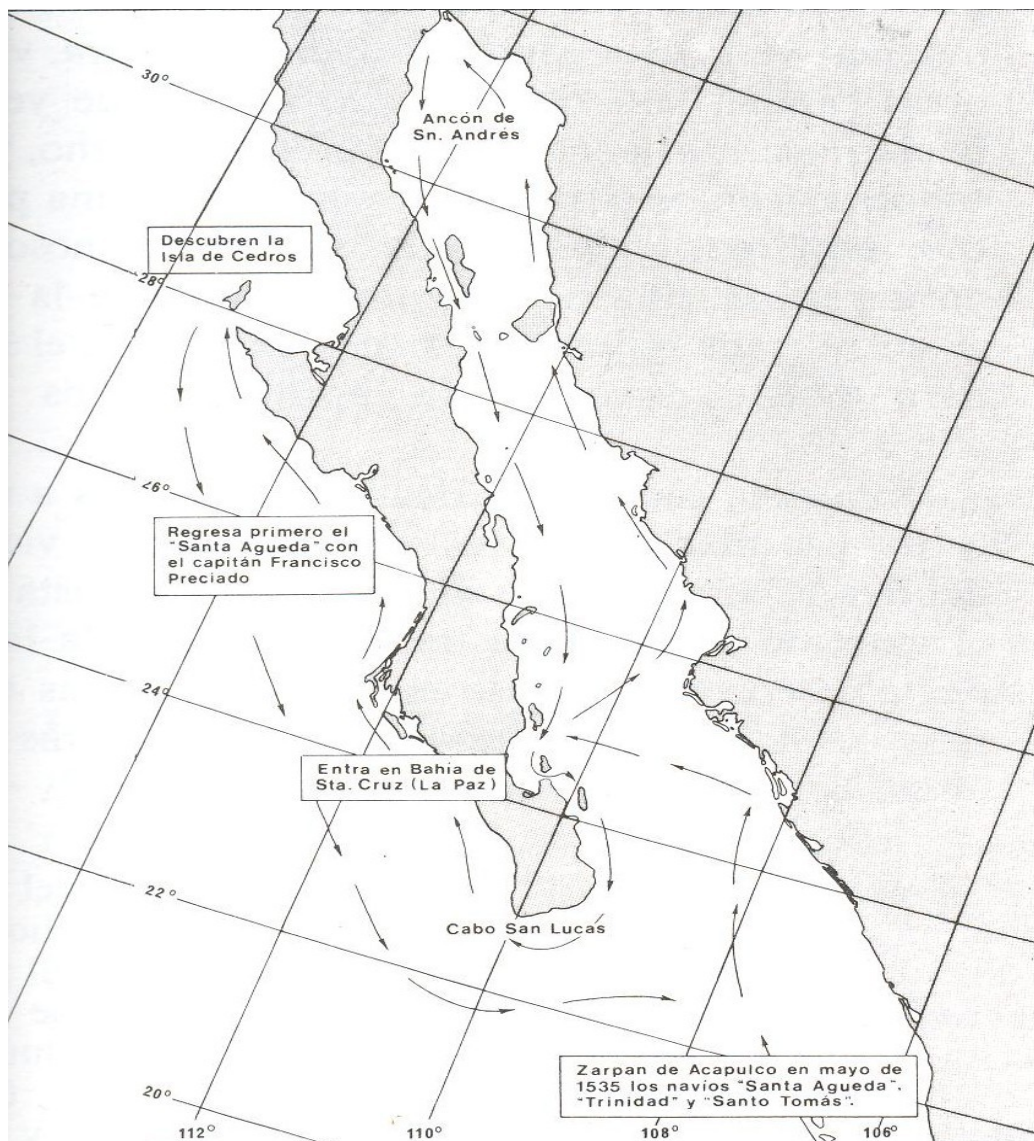 30°
Ancón de
Sn. Andrés
Descubren la
Isla de Cedros
28°
26°
Regresa primero el
"Santa Agueda" con
el capitán Francisco
Preciado
24°
Entra en Bahía de
Sta. Cruz (La Paz)
22°
Cabo San Lucas
Zarpan de Acapulco en mayo de
1535 los navíos "Santa Agueda",
"Trinidad" y "Santo Tomás".
20°
112°
110°
108°
106°